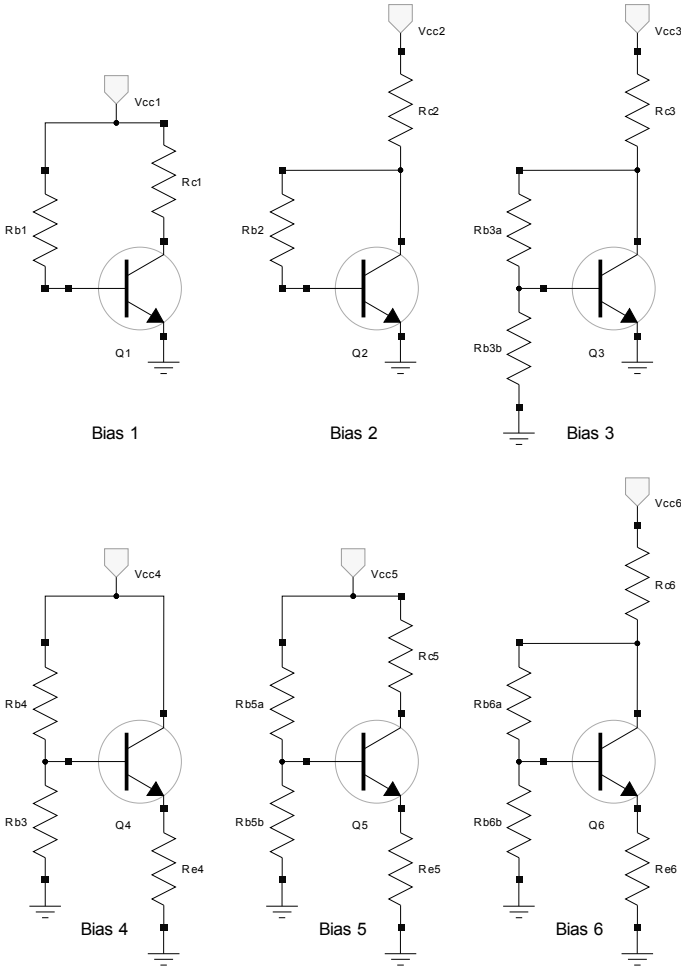 Vcc1
Rb1
Rc1
Q1
Bias 1
Vcc2
Rc2
Rb2
Q2
Bias 2
Vcc3
Rc3
Rb3a
Rb3b
Q3
Bias 3
Vcc4
Rb4
Rb3
Q4
Re4
Bias 4
Vcc5
Rc5
Rb5a
Rb5b
Q5
Re5
Bias 5
Vcc6
Rc6
Rb6a
Rb6b
Q6
Re6
Bias 6